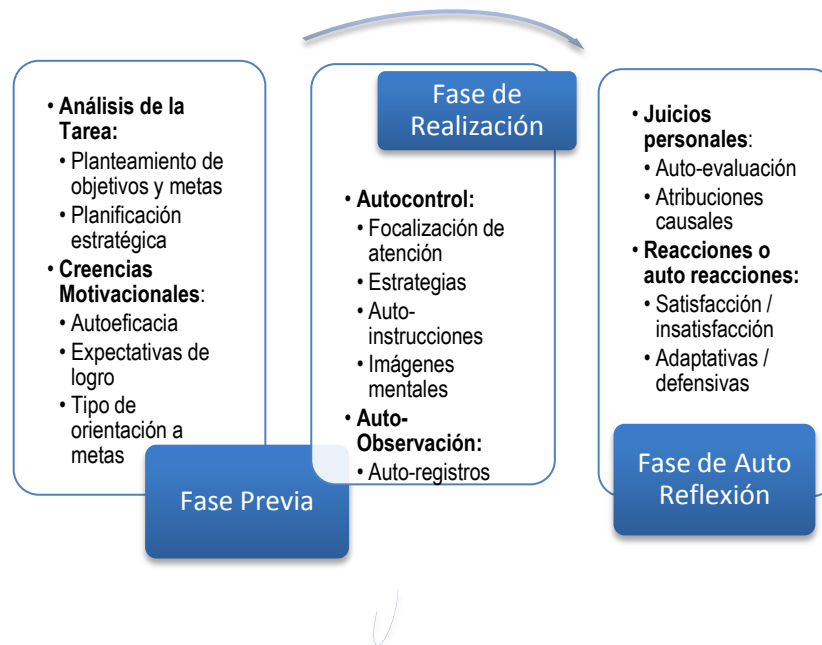 • Análisis de la
Tarea:
• Planteamiento de
objetivos y metas
• Planificación
estratégica
• Creencias
Motivacionales:
• Autoeficacia
• Expectativas de
logro
• Tipo de
orientación a
metas
Fase Previa
Fase de
Realización
• Autocontrol:
• Focalización de
atención
• Estrategias
• Auto-
instrucciones
• Imágenes
mentales
• Auto-
Observación:
• Auto-registros
• Juicios
personales:
• Auto-evaluación
• Atribuciones
causales
• Reacciones o
auto reacciones:
• Satisfacción /
insatisfacción
• Adaptativas /
defensivas
Fase de Auto
Reflexión